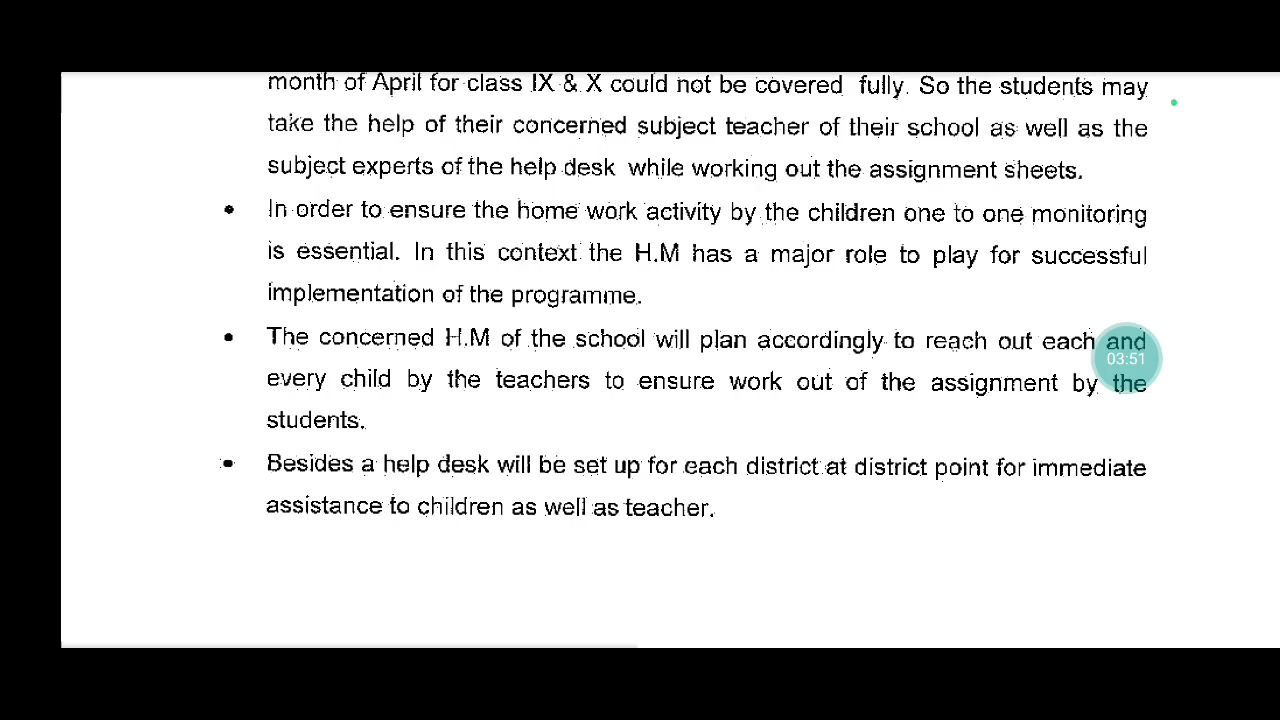 month of April for class IX & X could not be covered fully. So the students may
take the help of their concerned subject teacher of their school as well as the
subject experts of the help desk while working out the assignment sheets.
• In order to ensure the home work activity by the children one to one monitoring
is essential. In this context the H.M has a major role to play for successful
implementation of the programme.
• The concerned H.M of the school will plan accordingly to reach out each and
03:51
every child by the teachers to ensure work out of the assignment by the
students.
• Besides a help desk will be set up for each district at district point for immediate
assistance to children as well as teacher.